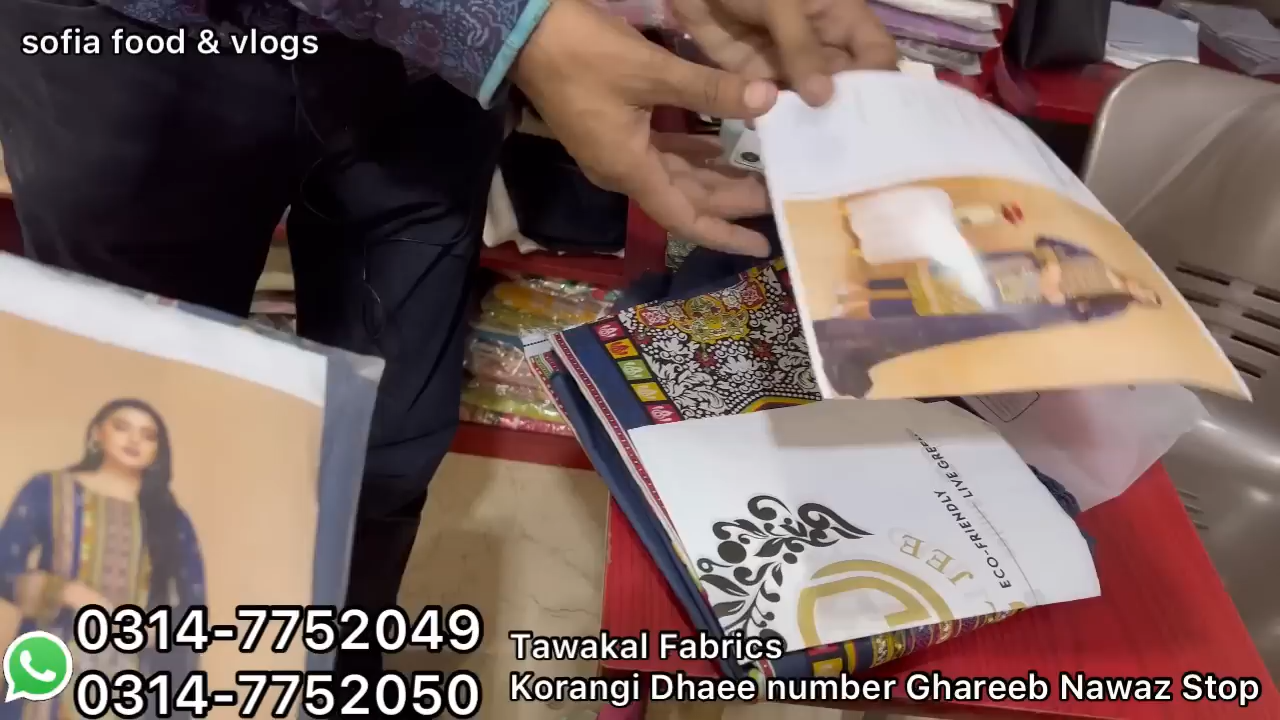 sofia food & vlogs
LIVE GREEN
ECO-FRIENDLY
JEE
0314-7752049
0314-7752050
Tawakal Fabrics
Korangi Dhaee number Ghareeb Nawaz Stop